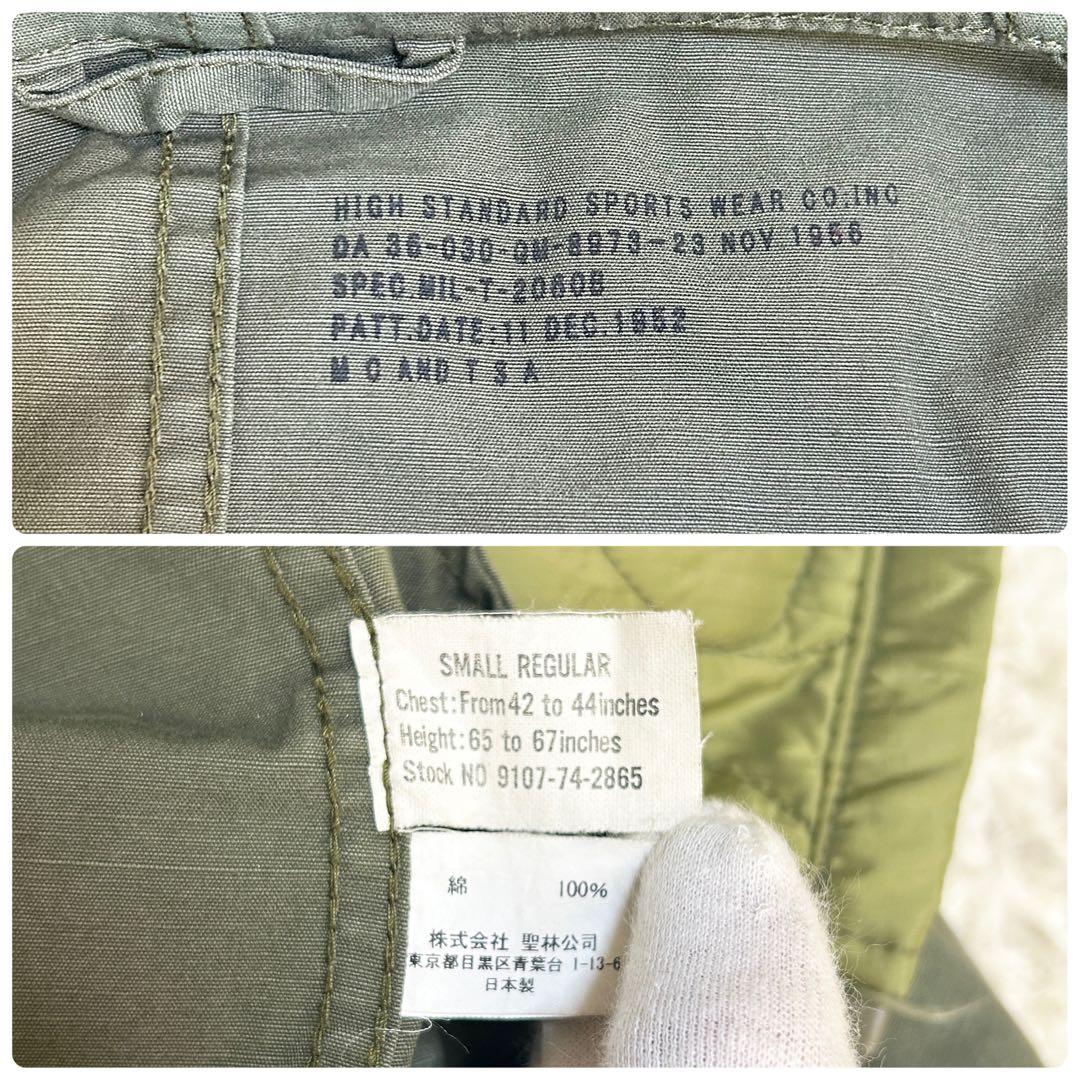 HIGH STANDARD SPORTS WEAR CO.INC
DA 36-030-QM-8973-23 NOV 1956
SPEC.MIL-T-2060B
PATT.DATE:11 DEC.1952
M C AND T S A
SMALL REGULAR
Chest:From 42 to 44inches
Height:65 to 67inches
Stock NO 9107-74-2865
綿 100%
株式会社 聖林公司
東京都目黒区青葉台 1-13-6
日本製